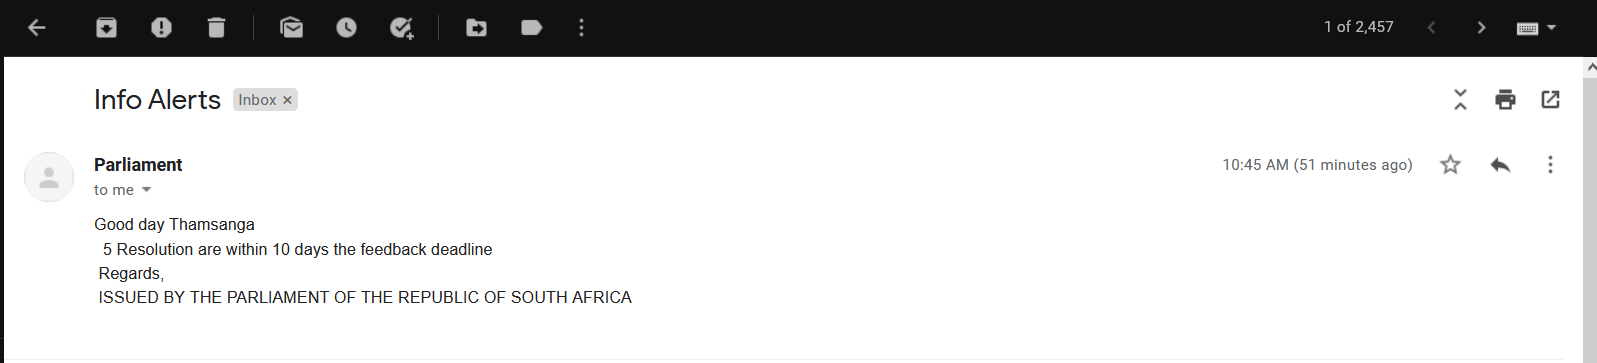 1 of 2,457
Info Alerts Inbox ×
Parliament 10:45 AM (51 minutes ago)
to me
Good day Thamsanga
5 Resolution are within 10 days the feedback deadline
Regards,
ISSUED BY THE PARLIAMENT OF THE REPUBLIC OF SOUTH AFRICA